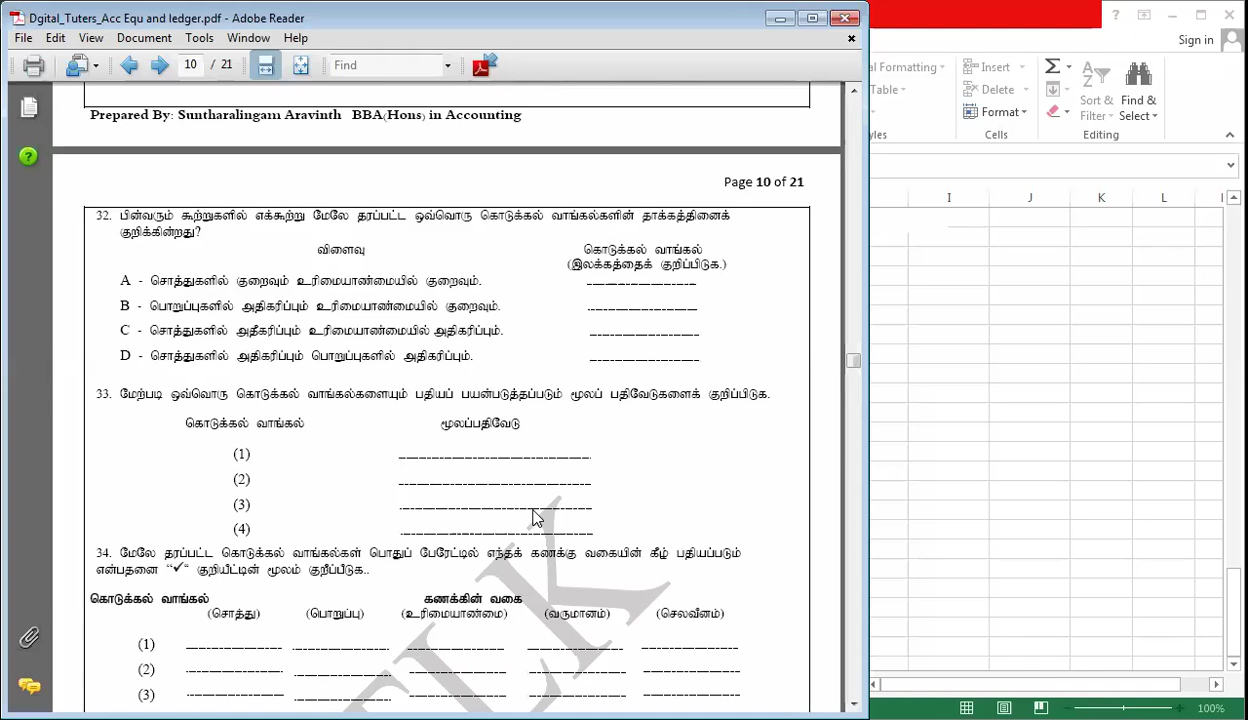 Dgital_Tuters_Acc Equ and ledger.pdf - Adobe Reader
File Edit View Document Tools Window Help
Sign in
10 / 21
Find
al Formatting
Table
yles
Insert
Delete
Format
Cells
Sort &
Filter
Find &
Select
Editing
Prepared By: Suntharalingam Aravinth BBA(Hons) in Accounting
Page 10 of 21
I J K L
32. பின்வரும் கூற்றுகளில் எக்கூற்று மேலே தரப்பட்ட ஒவ்வொரு கொடுக்கல் வாங்கல்களின் தாக்கத்தினைக்
குறிக்கின்றது?
விளைவு கொடுக்கல் வாங்கல்
(இலக்கத்தைக் குறிப்பிடுக.)
A - சொத்துகளில் குறைவும் உரிமையாண்மையில் குறைவும்.
B - பொறுப்புகளில் அதிகரிப்பும் உரிமையாண்மையில் குறைவும்.
C - சொத்துகளில் அதீகரிப்பும் உரிமையாண்மையில் அதிகரிப்பும்.
D - சொத்துகளில் அதிகரிப்பும் பொறுப்புகளில் அதிகரிப்பும்.
33. மேற்படி ஒவ்வொரு கொடுக்கல் வாங்கல்களையும் பதியப் பயன்படுத்தப்படும் மூலப் பதிவேடுகளைக் குறிப்பிடுக.
கொடுக்கல் வாங்கல் மூலப்பதிவேடு
(1)
(2)
(3)
(4)
34. மேலே தரப்பட்ட கொடுக்கல் வாங்கல்கள் பொதுப் பேரேட்டில் எந்தக் கணக்கு வகையின் கீழ் பதியப்படும்
என்பதனை “✓“ குறியீட்டின் மூலம் குறீப்பீடுக..
கொடுக்கல் வாங்கல் கணக்கின் வகை
(சொத்து) (பொறுப்பு) (உரிமையாண்மை) (வருமானம்) (செலவீனம்)
(1)
(2)
(3)
LK
100%